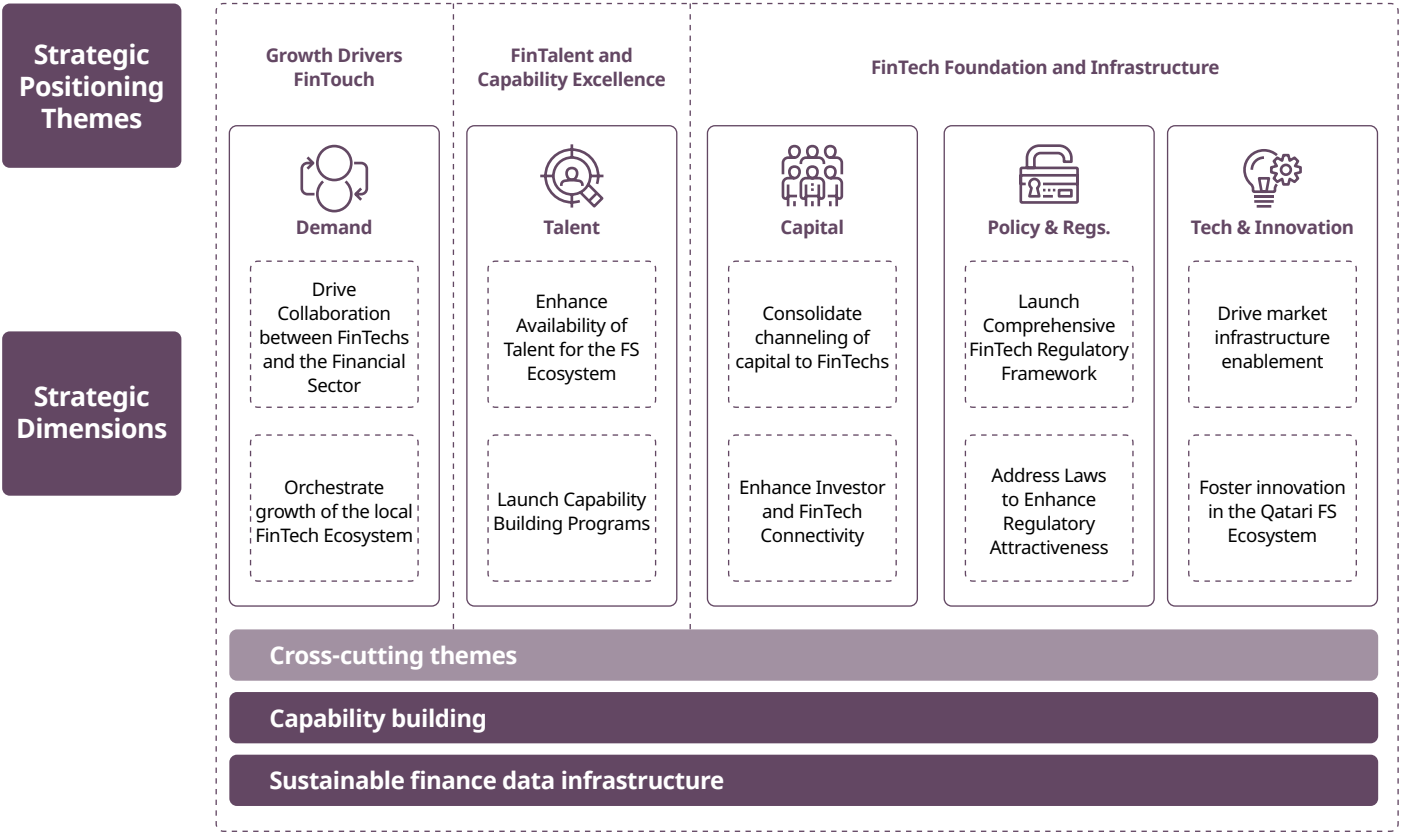 Strategic
Positioning
Themes
Growth Drivers
FinTouch
FinTalent and
Capability Excellence
FinTech Foundation and Infrastructure
Strategic
Dimensions
Demand
Drive
Collaboration
between FinTechs
and the Financial
Sector
Orchestrate
growth of the local
FinTech Ecosystem
Talent
Enhance
Availability of
Talent for the FS
Ecosystem
Launch Capability
Building Programs
Capital
Consolidate
channeling of
capital to FinTechs
Enhance Investor
and FinTech
Connectivity
Policy & Regs.
Launch
Comprehensive
FinTech Regulatory
Framework
Address Laws
to Enhance
Regulatory
Attractiveness
Tech & Innovation
Drive market
infrastructure
enablement
Foster innovation
in the Qatari FS
Ecosystem
Cross-cutting themes
Capability building
Sustainable finance data infrastructure